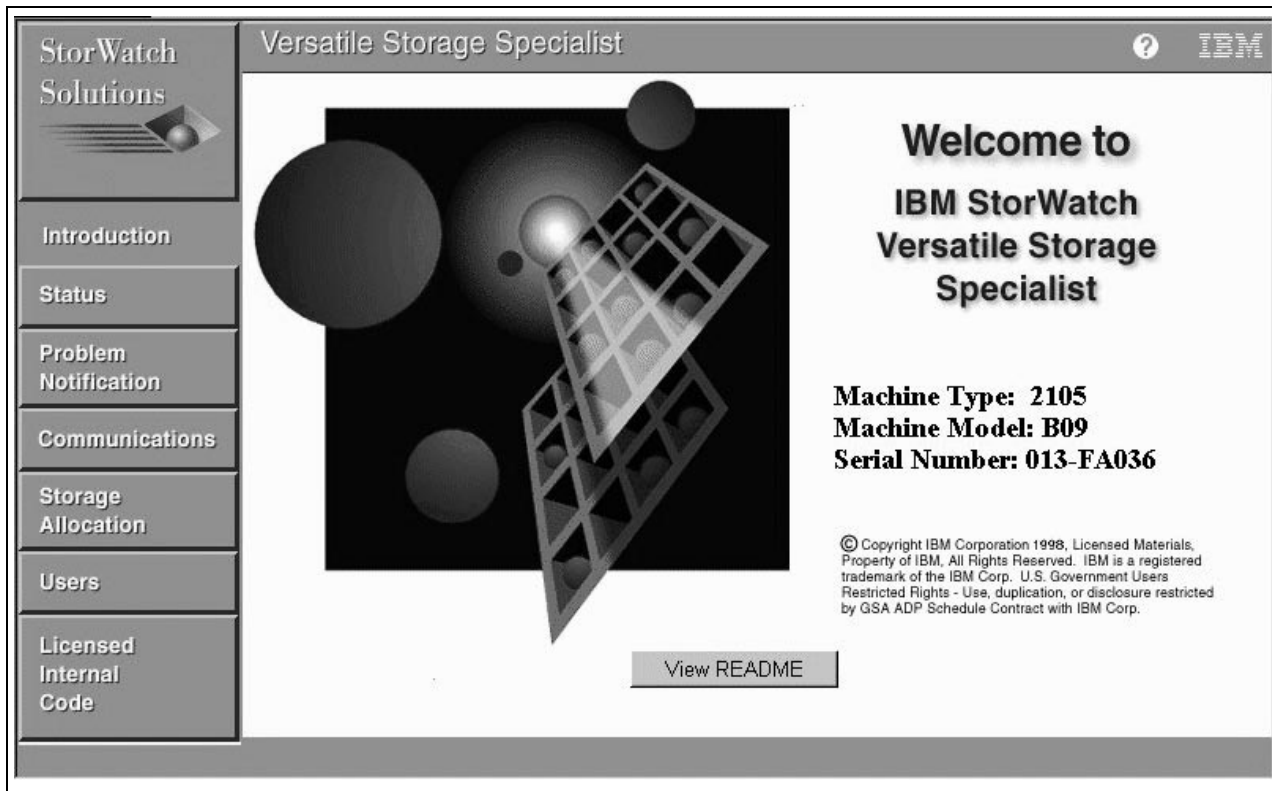 StorWatch
Solutions
Versatile Storage Specialist
?
IBM
Introduction
Status
Problem
Notification
Communications
Storage
Allocation
Users
Licensed
Internal
Code
Welcome to
IBM StorWatch
Versatile Storage
Specialist
Machine Type: 2105
Machine Model: B09
Serial Number: 013-FA036
© Copyright IBM Corporation 1998, Licensed Materials,
Property of IBM, All Rights Reserved. IBM is a registered
trademark of the IBM Corp. U.S. Government Users
Restricted Rights - Use, duplication, or disclosure restricted
by GSA ADP Schedule Contract with IBM Corp.
View README